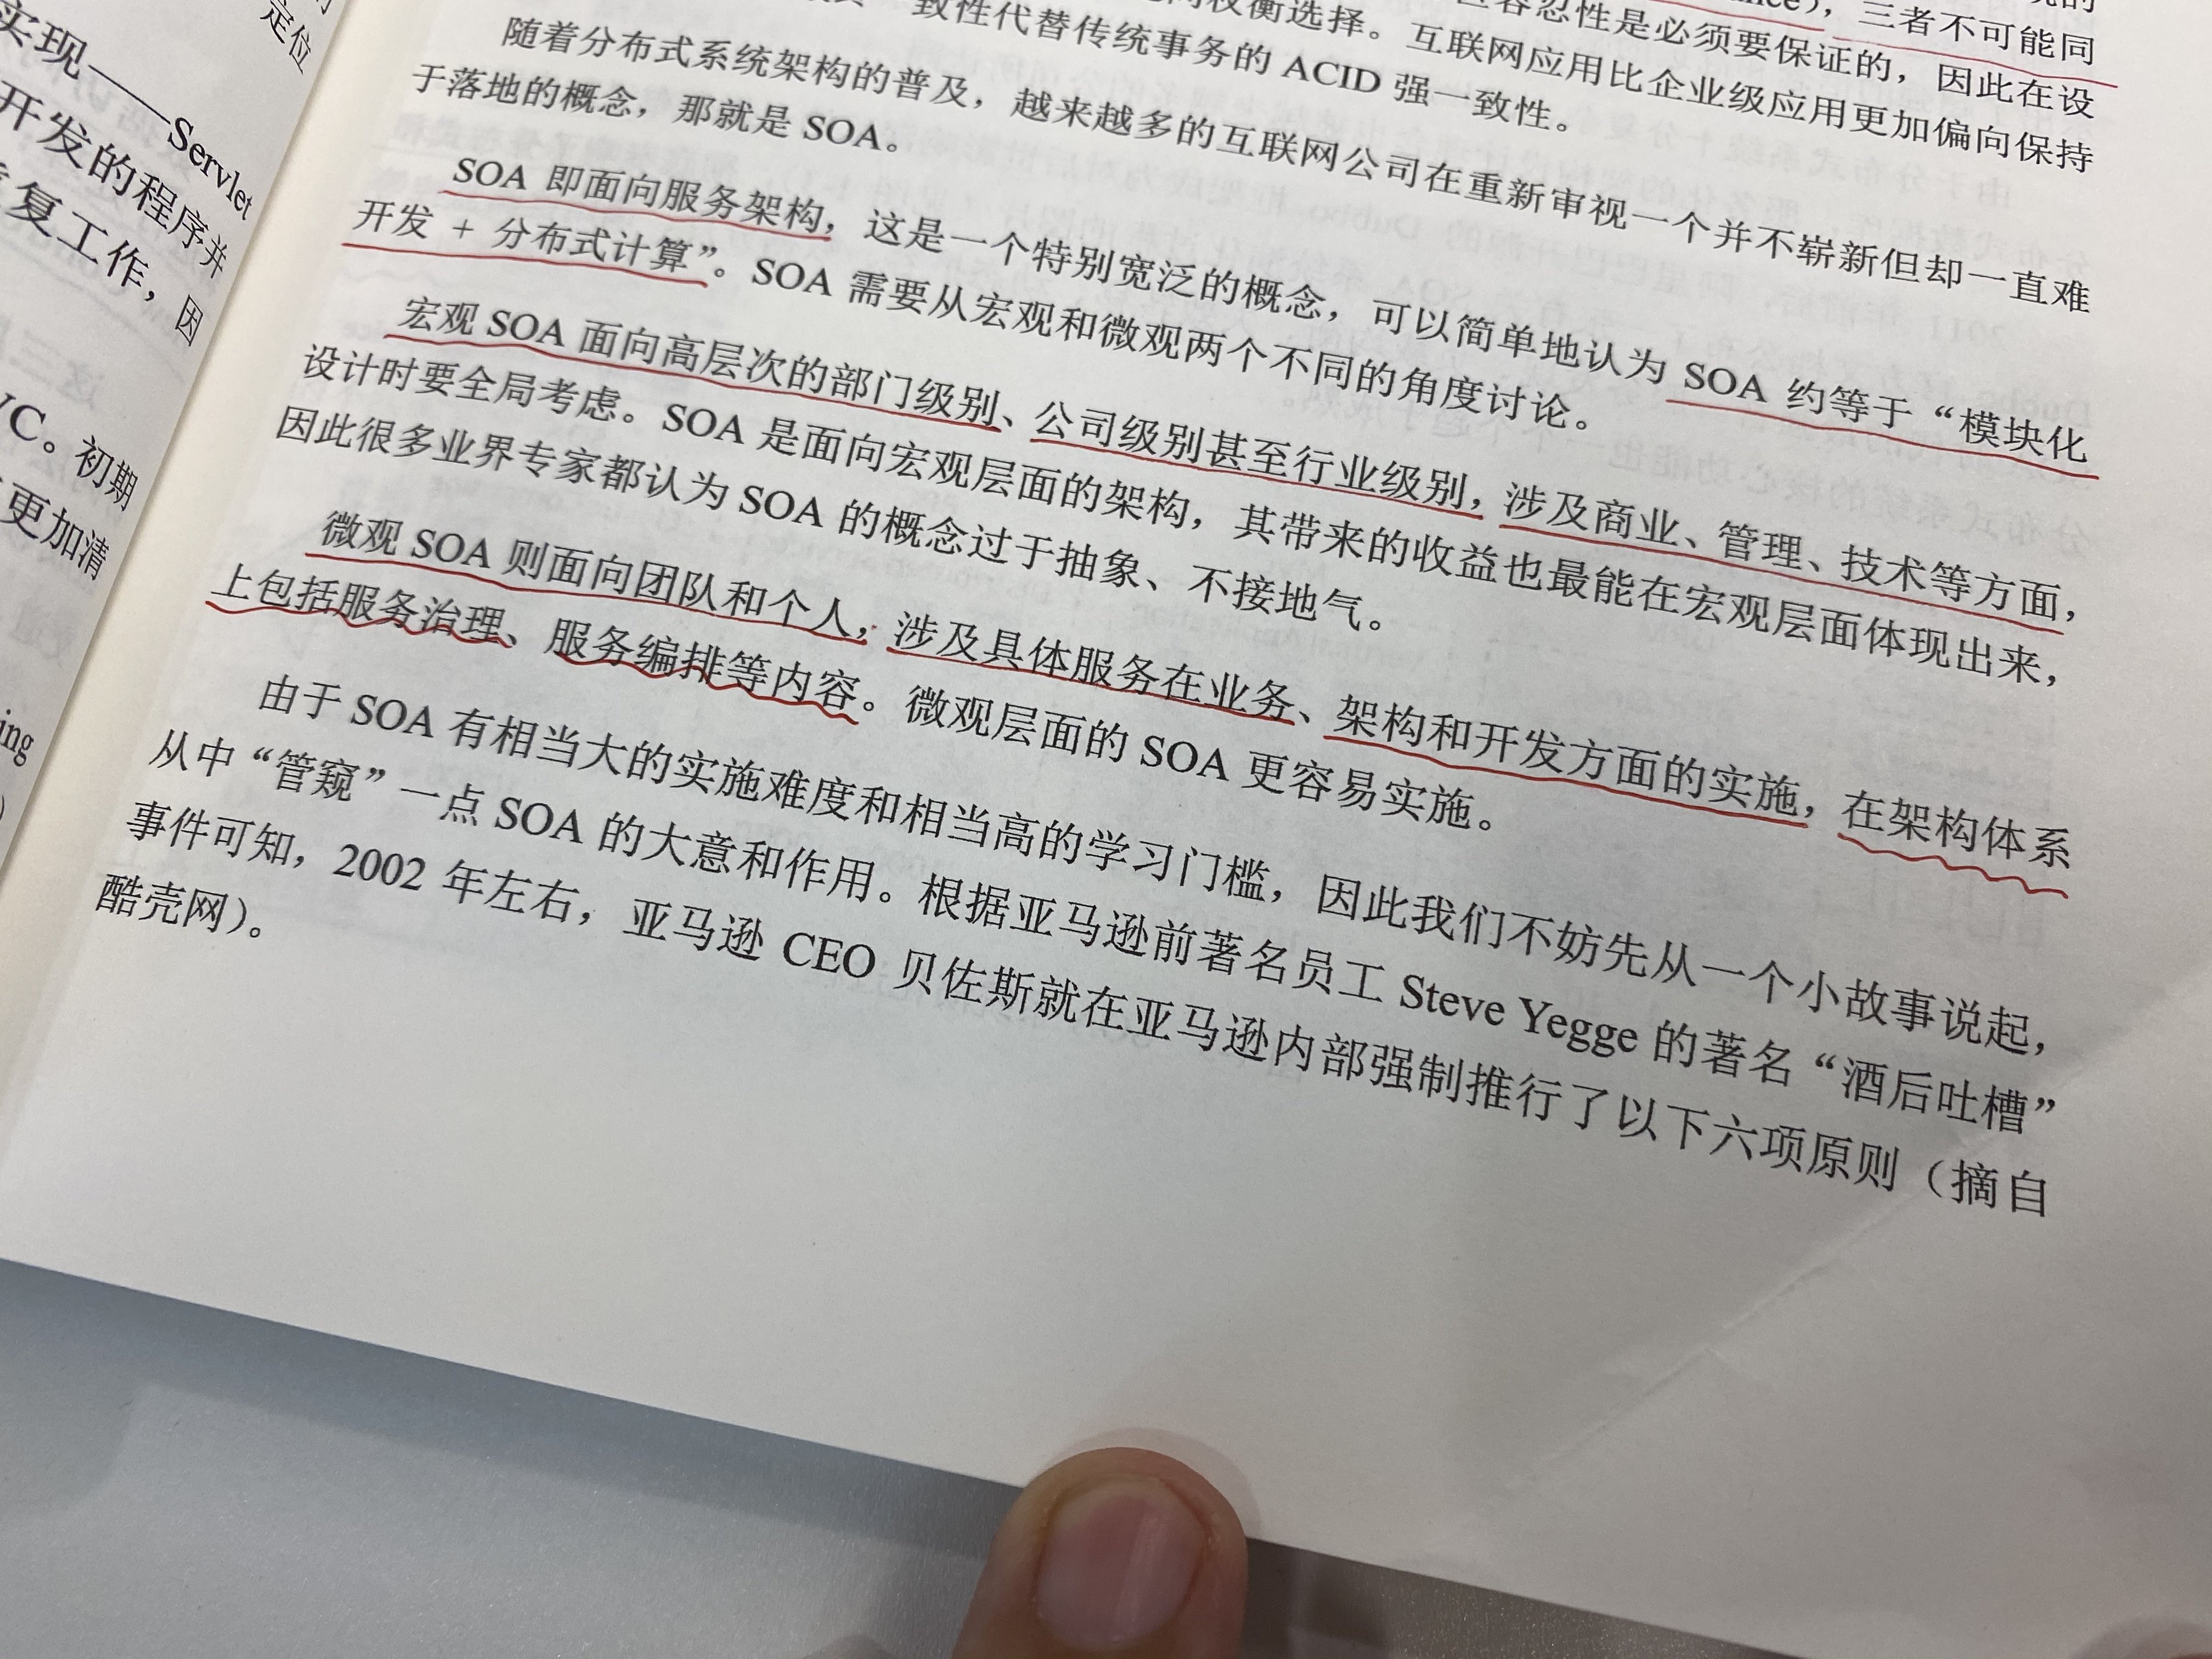 实现——Servlet
开发的程序并
复工作，因
VC。初期
更加清
ing
定位
三者不可能同
区容忍性是必须要保证的，因此在设
权衡选择。互联网应用比企业级应用更加偏向保持
一致性代替传统事务的 ACID 强一致性。
随着分布式系统架构的普及，越来越多的互联网公司在重新审视一个并不崭新但却一直难
于落地的概念，那就是 SOA。
SOA 即面向服务架构，这是一个特别宽泛的概念，可以简单地认为 SOA 约等于“模块化
开发 + 分布式计算”。SOA 需要从宏观和微观两个不同的角度讨论。
宏观 SOA 面向高层次的部门级别、公司级别甚至行业级别，涉及商业、管理、技术等方面，
设计时要全局考虑。SOA 是面向宏观层面的架构，其带来的收益也最能在宏观层面体现出来，
因此很多业界专家都认为 SOA 的概念过于抽象、不接地气。
微观 SOA 则面向团队和个人，涉及具体服务在业务、架构和开发方面的实施，在架构体系
上包括服务治理、服务编排等内容。微观层面的 SOA 更容易实施。
由于 SOA 有相当大的实施难度和相当高的学习门槛，因此我们不妨先从一个小故事说起，
从中“管窥”一点 SOA 的大意和作用。根据亚马逊前著名员工 Steve Yegge 的著名“酒后吐槽”
事件可知，2002 年左右，亚马逊 CEO 贝佐斯就在亚马逊内部强制推行了以下六项原则（摘自
酷壳网）。